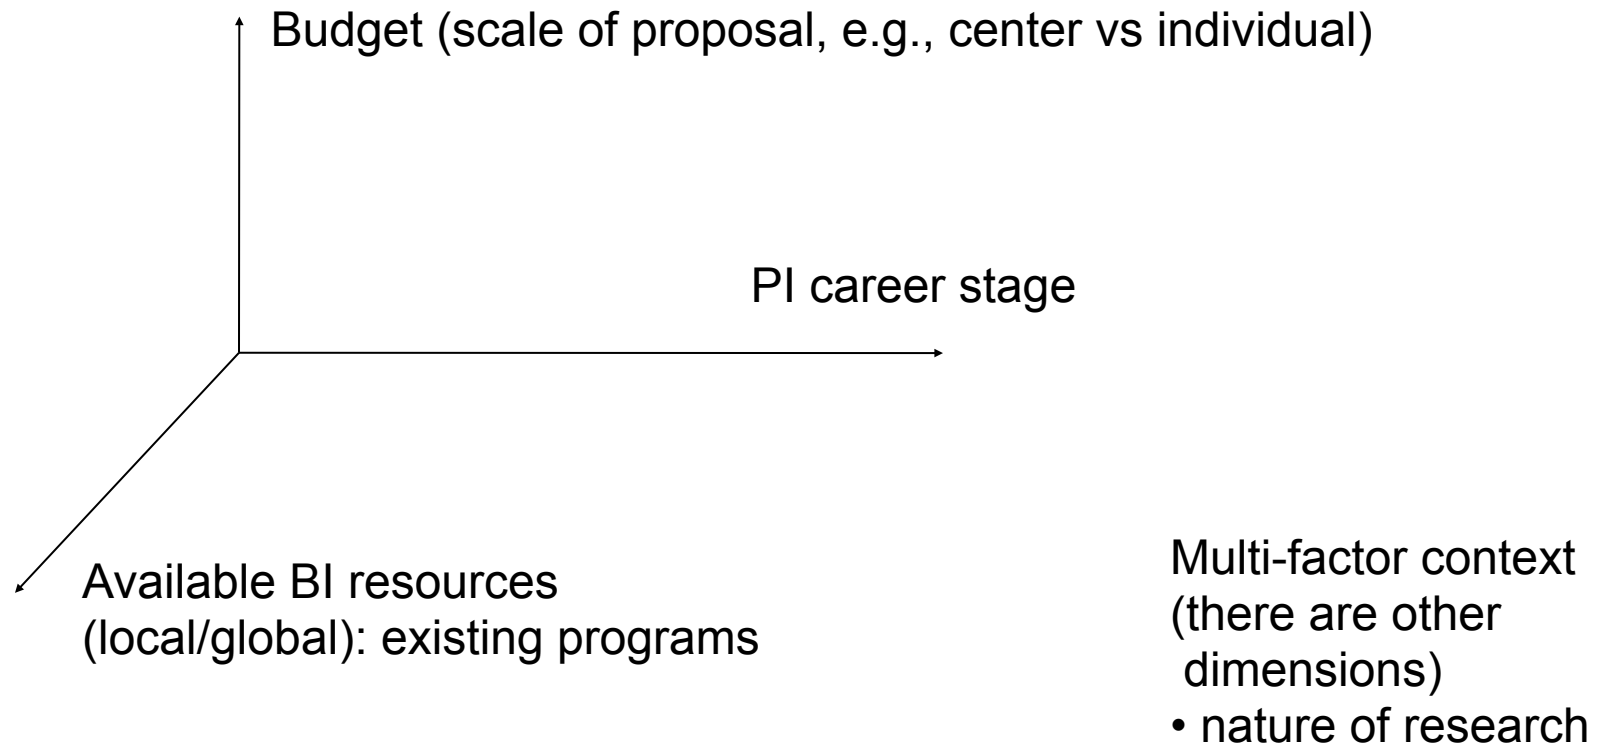 Budget (scale of proposal, e.g., center vs individual)
PI career stage
Available BI resources
(local/global): existing programs
Multi-factor context
(there are other
dimensions)
• nature of research